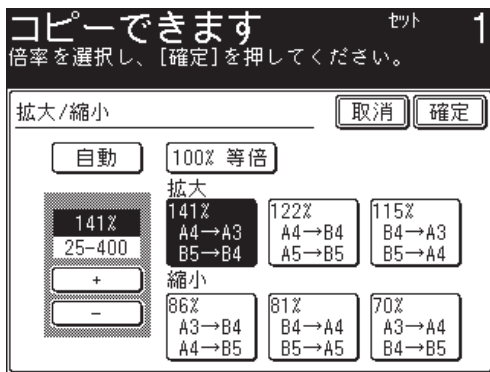 コピーできます ｾｯﾄ 1
倍率を選択し、[確定]を押してください。
拡大/縮小 取消 確定
自動 100% 等倍
拡大
141% 122% 115%
A4→A3 A4→B4 B4→A3
B5→B4 A5→B5 B5→A4
141%
25-400
+
-
縮小
86% 81% 70%
A3→B4 B4→A4 A3→A4
A4→B5 B5→A5 B4→B5